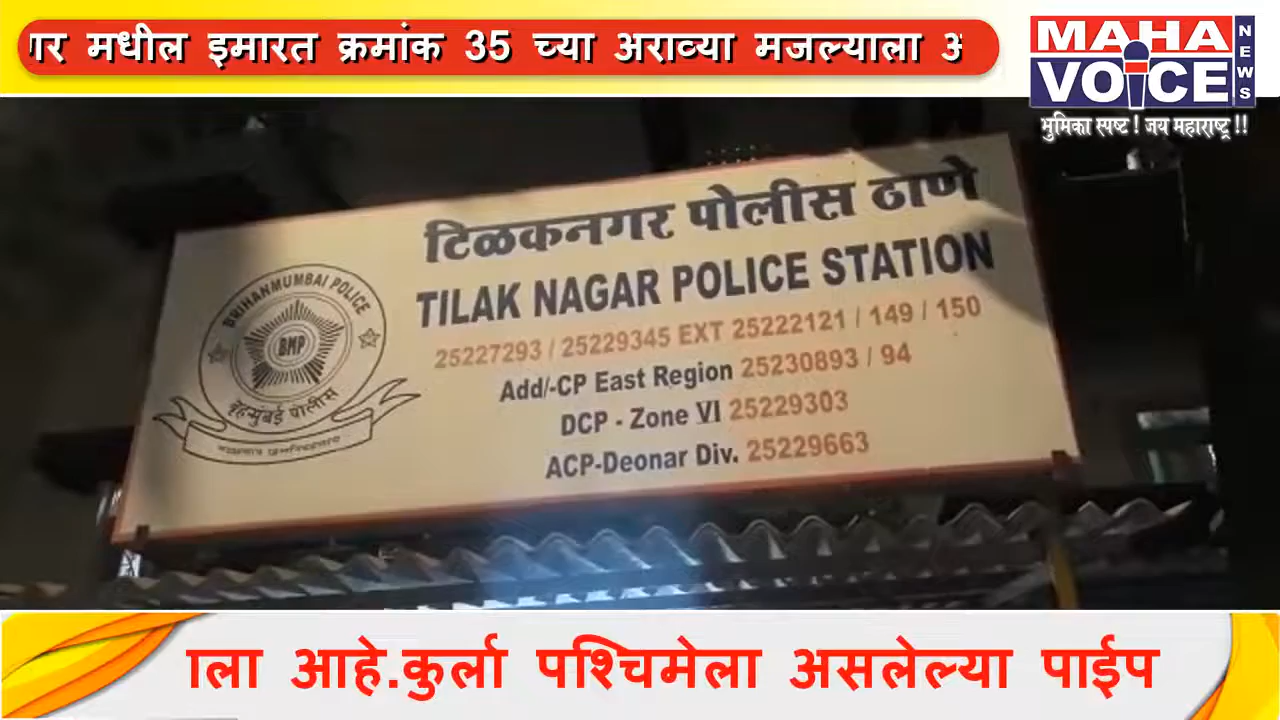 मधील इमारत क्रमांक 35 च्या अराव्या मजल्याला
MAHA
VOICE
NEWS
भुमिका स्पष्ट ! जय महाराष्ट्र !!
टिळकनगर पोलीस ठाणे
TILAK NAGAR POLICE STATION
25227293 / 25229345 EXT 25222121 / 149 / 150
Add/-CP East Region 25230893 / 94
DCP - Zone VI 25229303
ACP-Deonar Div. 25229663
BRIHANMUMBAI POLICE
BMP
बृहन्मुंबई पोलीस
आहे.कुर्ला पश्चिमेला असलेल्या पाईप